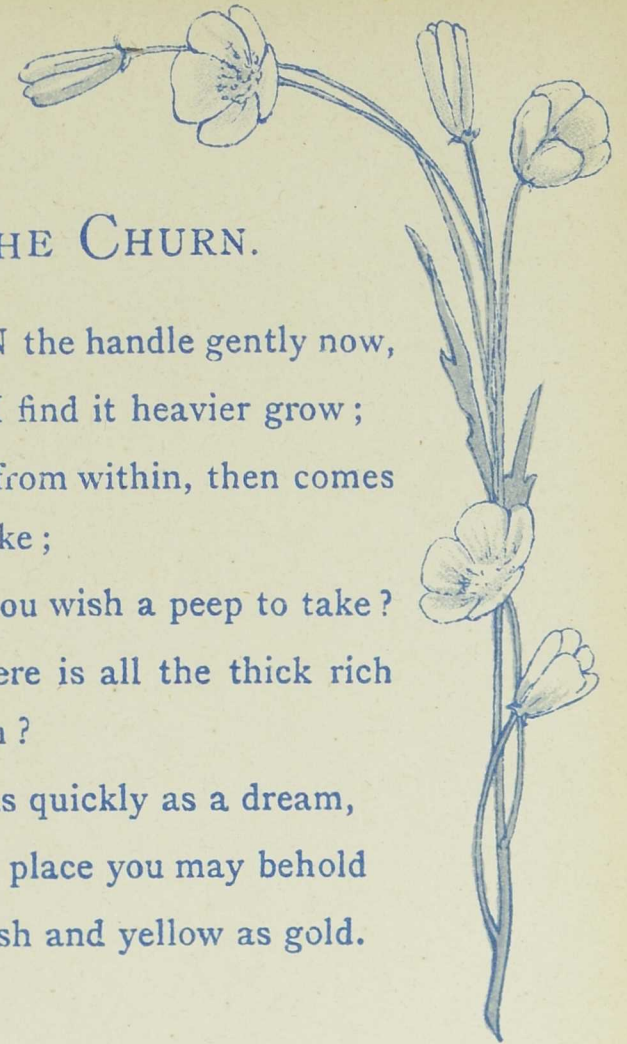 HE CHURN.
N the handle gently now,
I find it heavier grow;
from within, then comes
ke;
ou wish a peep to take?
ere is all the thick rich
?
s quickly as a dream,
place you may behold
sh and yellow as gold.